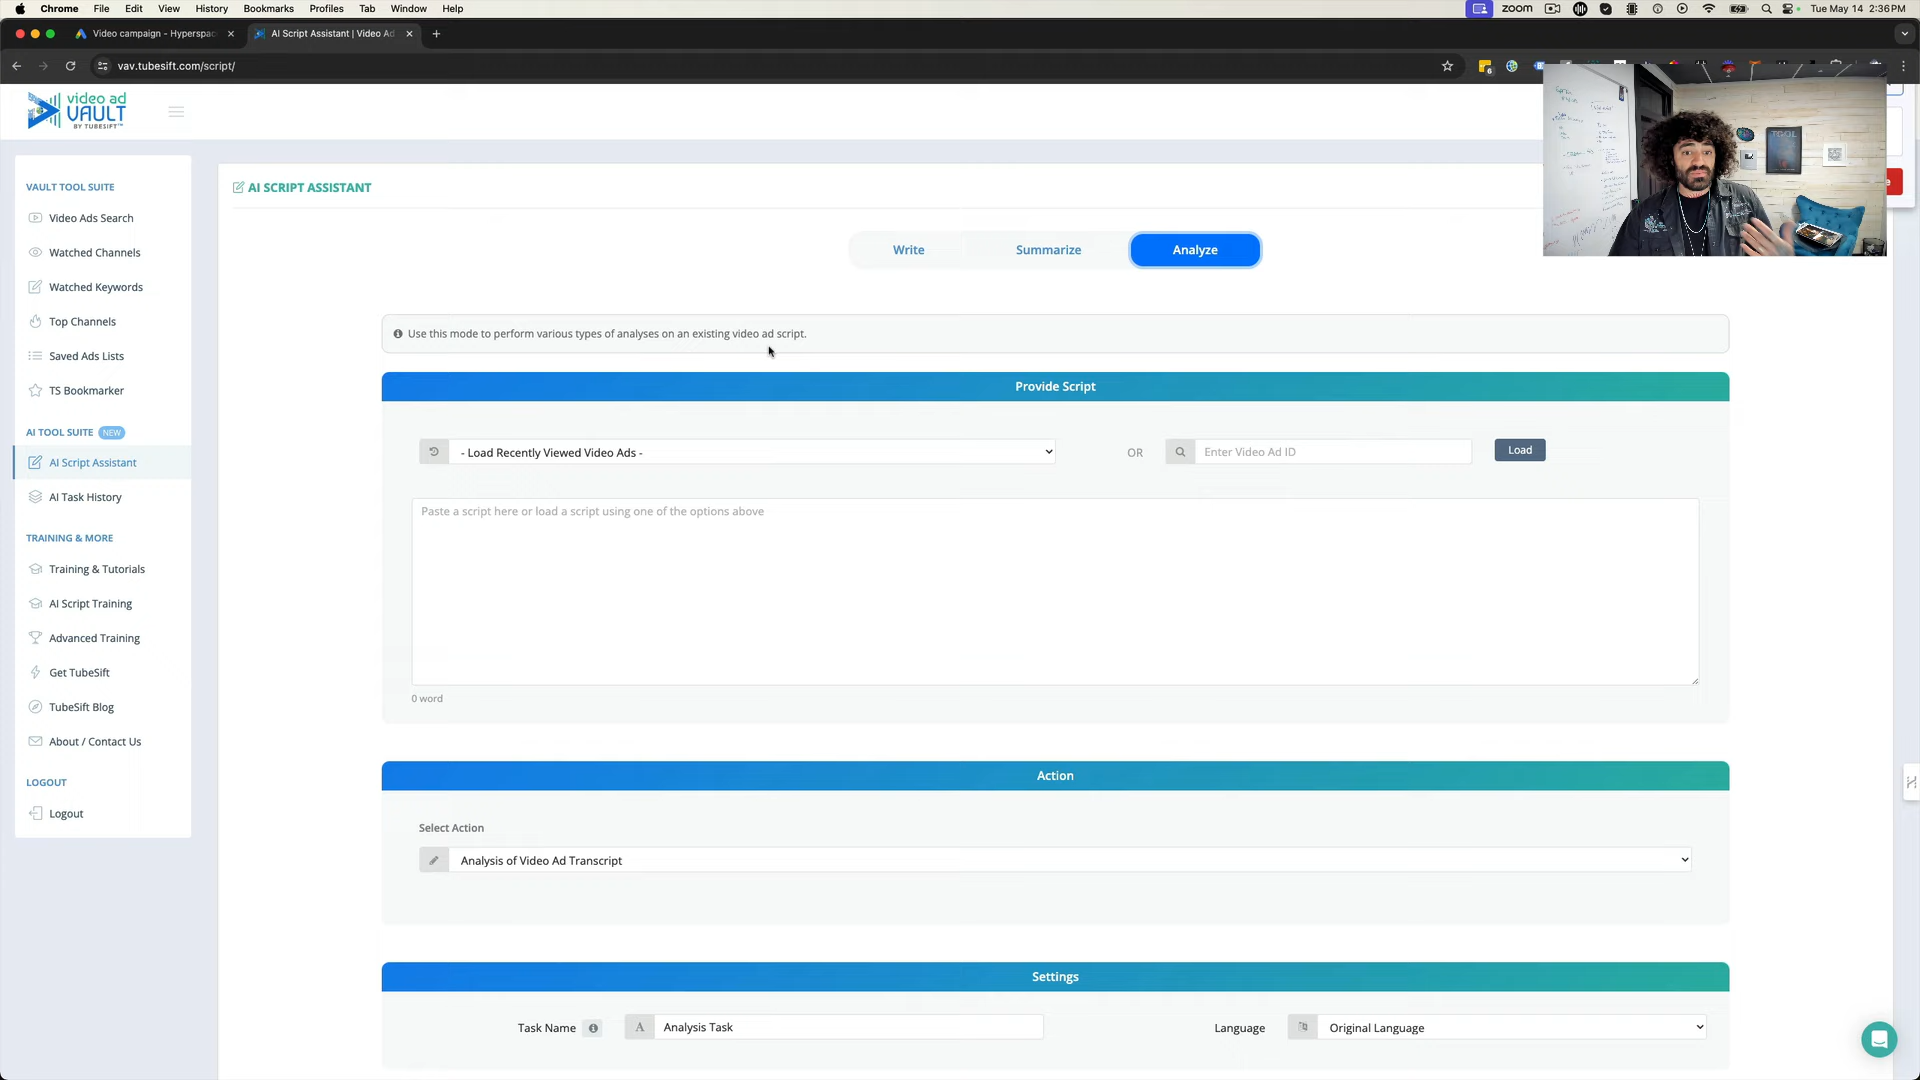 Chrome File Edit View History Bookmarks Profiles Tab Window Help
zoom Tue May 14 2:36 PM
Video campaign - Hyperspac
AI Script Assistant | Video Ad
vav.tubesift.com/script/
6
video ad
VAULT
BY TUBESIFT
VAULT TOOL SUITE
Video Ads Search
Watched Channels
Watched Keywords
Top Channels
Saved Ads Lists
TS Bookmarker
AI TOOL SUITE NEW
AI Script Assistant
AI Task History
TRAINING & MORE
Training & Tutorials
AI Script Training
Advanced Training
Get TubeSift
TubeSift Blog
About / Contact Us
LOGOUT
Logout
AI SCRIPT ASSISTANT
Write Summarize Analyze
Use this mode to perform various types of analyses on an existing video ad script.
Provide Script
- Load Recently Viewed Video Ads - OR Enter Video Ad ID Load
Paste a script here or load a script using one of the options above
0 word
Action
Select Action
Analysis of Video Ad Transcript
Settings
Task Name A Analysis Task Language Original Language
TOOL